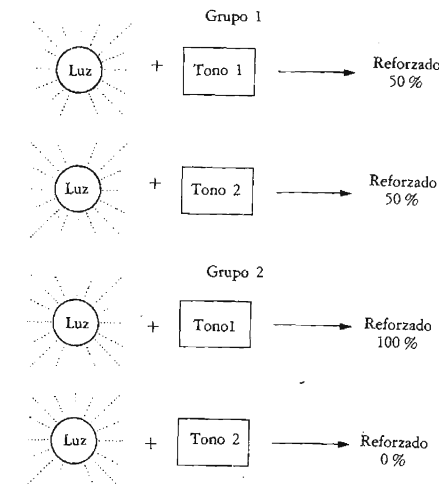 Grupo 1
Luz + Tono 1 Reforzado
50 %
Luz + Tono 2 Reforzado
50 %
Grupo 2
Luz + Tono1 Reforzado
100 %
Luz + Tono 2 Reforzado
0 %